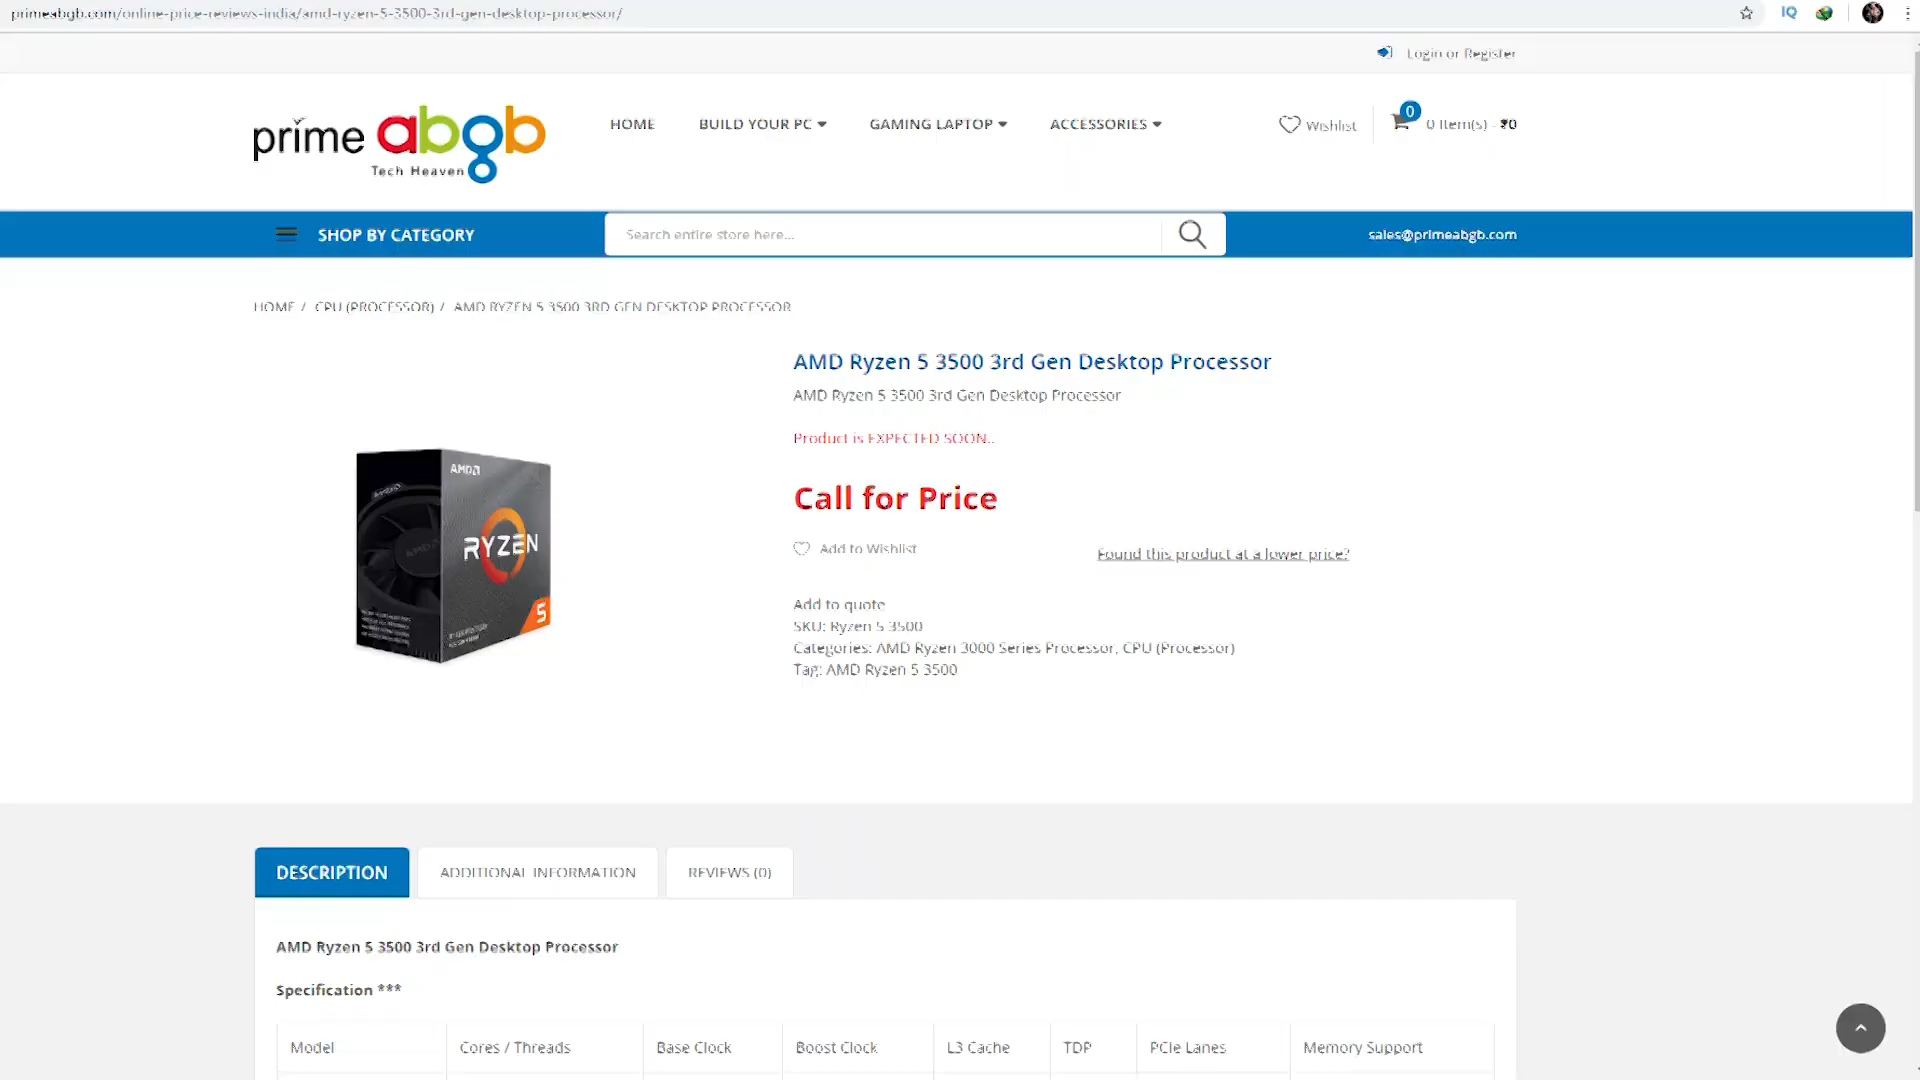 primeabgb.com/online-price-reviews-india/amd-ryzen-5-3500-3rd-gen-desktop-processor/
IQ
Login or Register
prime abgb
Tech Heaven
HOME
BUILD YOUR PC
GAMING LAPTOP
ACCESSORIES
Wishlist
0
0 Item(s) - ₹0
SHOP BY CATEGORY
Search entire store here...
sales@primeabgb.com
HOME / CPU (PROCESSOR) / AMD RYZEN 5 3500 3RD GEN DESKTOP PROCESSOR
AMD Ryzen 5 3500 3rd Gen Desktop Processor
AMD Ryzen 5 3500 3rd Gen Desktop Processor
Product is EXPECTED SOON..
Call for Price
Add to Wishlist
Found this product at a lower price?
Add to quote
SKU: Ryzen 5 3500
Categories: AMD Ryzen 3000 Series Processor, CPU (Processor)
Tag: AMD Ryzen 5 3500
AMD
RYZEN
5
DESCRIPTION
ADDITIONAL INFORMATION
REVIEWS (0)
AMD Ryzen 5 3500 3rd Gen Desktop Processor
Specification ***
Model
Cores / Threads
Base Clock
Boost Clock
L3 Cache
TDP
PCIe Lanes
Memory Support